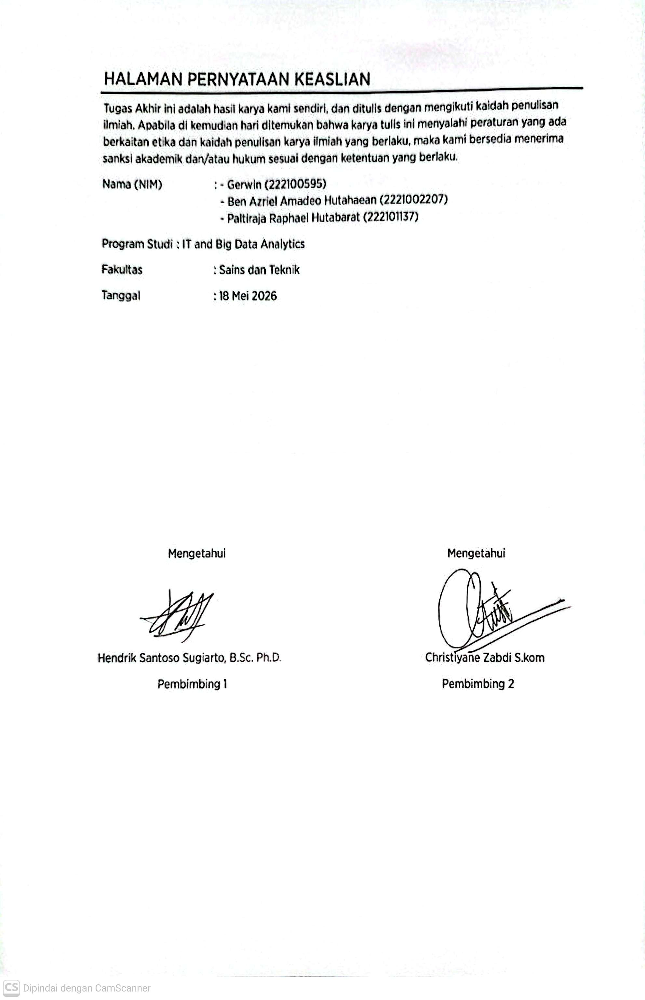 HALAMAN PERNYATAAN KEASLIAN
Tugas Akhir ini adalah hasil karya kami sendiri, dan ditulis dengan mengikuti kaidah penulisan
ilmiah. Apabila di kemudian hari ditemukan bahwa karya tulis ini menyalahi peraturan yang ada
berkaitan etika dan kaidah penulisan karya ilmiah yang berlaku, maka kami bersedia menerima
sanksi akademik dan/atau hukum sesuai dengan ketentuan yang berlaku.
Nama (NIM) : - Gerwin (222100595)
- Ben Azriel Amadeo Hutahaean (2221002207)
- Paltiraja Raphael Hutabarat (222101137)
Program Studi : IT and Big Data Analytics
Fakultas : Sains dan Teknik
Tanggal : 18 Mei 2026
Mengetahui Mengetahui
Hendrik Santoso Sugiarto, B.Sc. Ph.D. Christiyane Zabdi S.kom
Pembimbing 1 Pembimbing 2
CS Dipindai dengan CamScanner